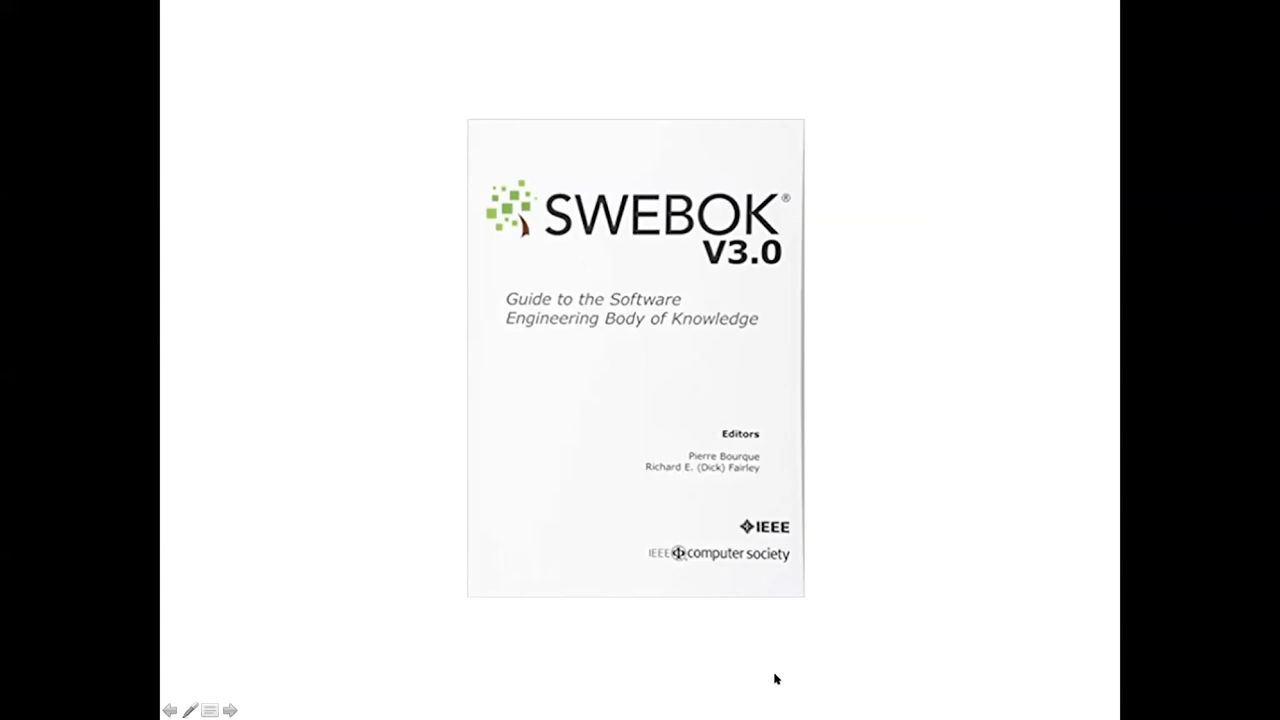 SWEBOK®
V3.0
Guide to the Software
Engineering Body of Knowledge
Editors
Pierre Bourque
Richard E. (Dick) Fairley
IEEE
IEEE computer society